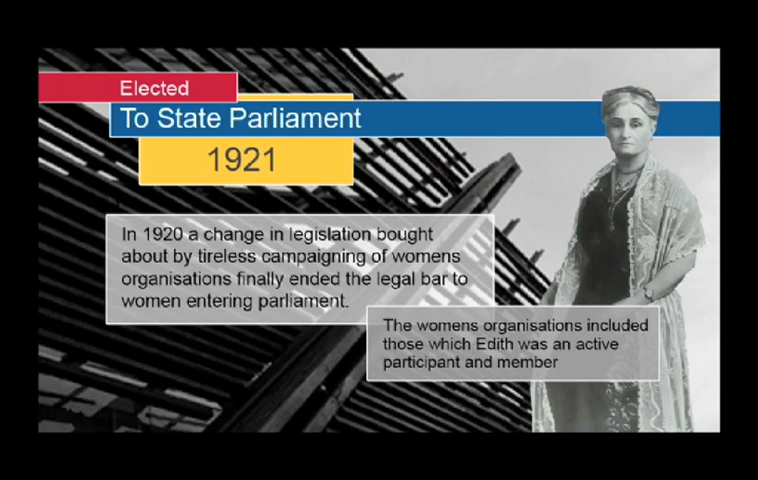 Elected
To State Parliament
1921
In 1920 a change in legislation bought
about by tireless campaigning of womens
organisations finally ended the legal bar to
women entering parliament.
The womens organisations included
those which Edith was an active
participant and member